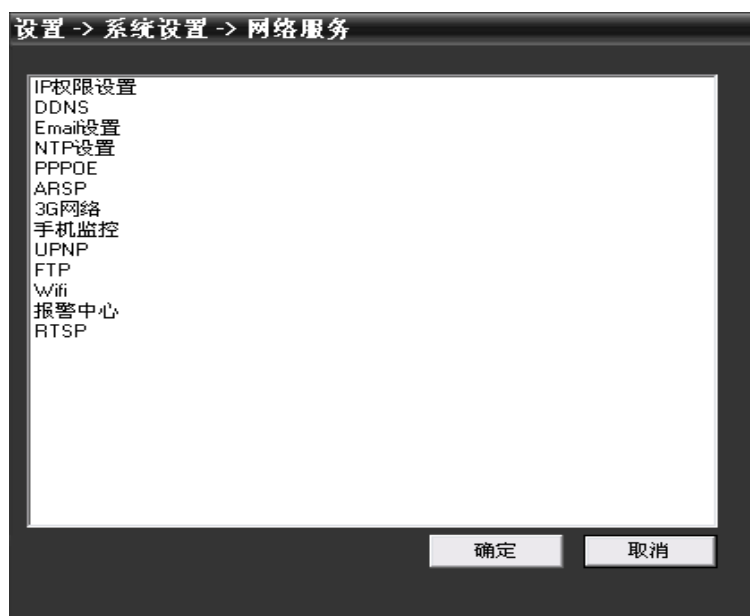 设置 -> 系统设置 -> 网络服务
IP权限设置
DDNS
Email设置
NTP设置
PPPOE
ARSP
3G网络
手机监控
UPNP
FTP
Wifi
报警中心
RTSP
确定
取消